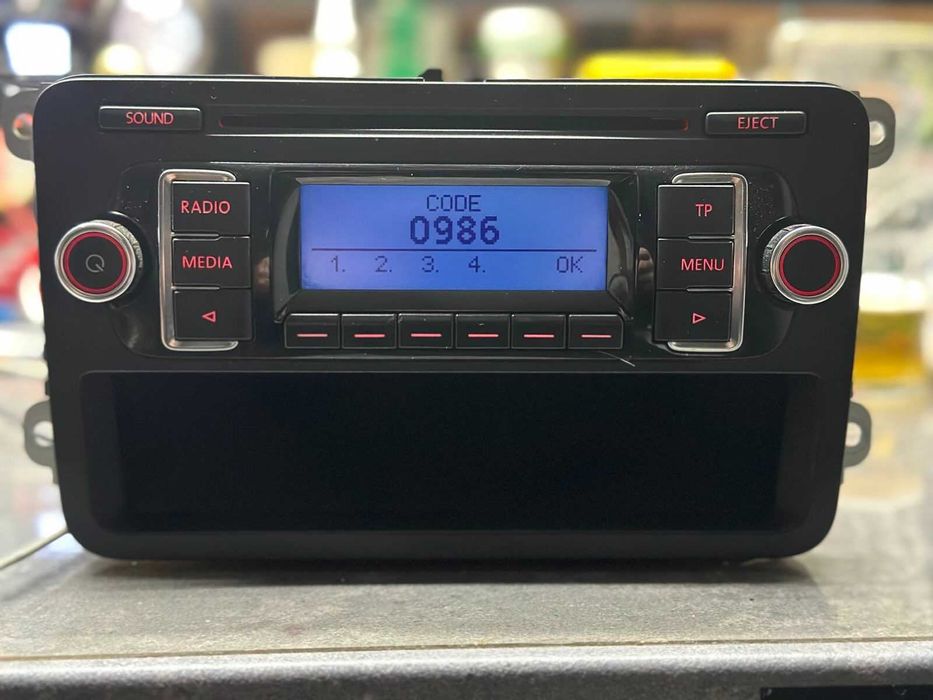 SOUND
EJECT
RADIO
MEDIA
CODE
0986
1. 2. 3. 4. OK
TP
MENU